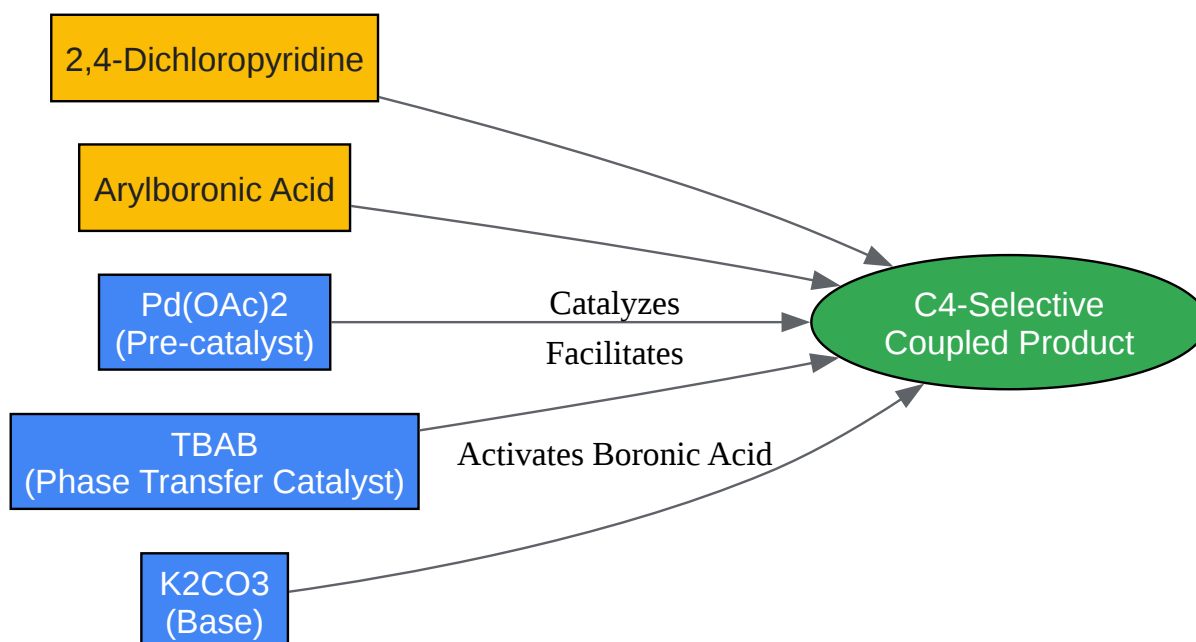 2,4-Dichloropyridine
Arylboronic Acid
Pd(OAc)2
(Pre-catalyst)
Catalyzes
C4-Selective
Coupled Product
Facilitates
TBAB
(Phase Transfer Catalyst)
Activates Boronic Acid
K2CO3
(Base)